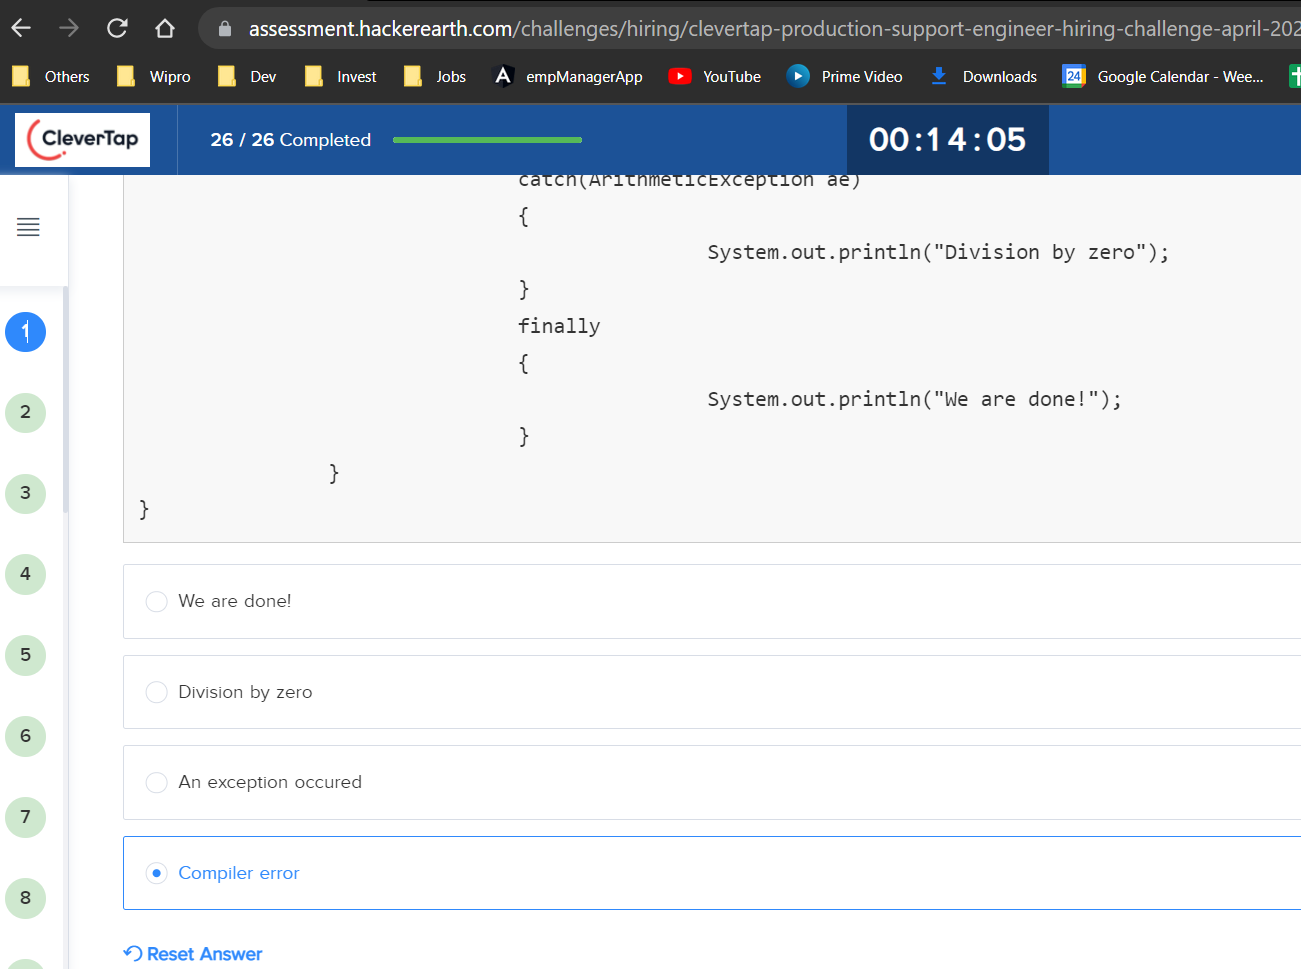 assessment.hackerearth.com/challenges/hiring/clevertap-production-support-engineer-hiring-challenge-april-202
Others Wipro Dev Invest Jobs A empManagerApp YouTube Prime Video Downloads 24 Google Calendar - Wee...
CleverTap 26 / 26 Completed 00:14:05
catch(ArithmeticException ae)
{
System.out.println("Division by zero");
}
finally
{
System.out.println("We are done!");
}
}
}
1
2
3
4
5
6
7
8
We are done!
Division by zero
An exception occured
Compiler error
Reset Answer